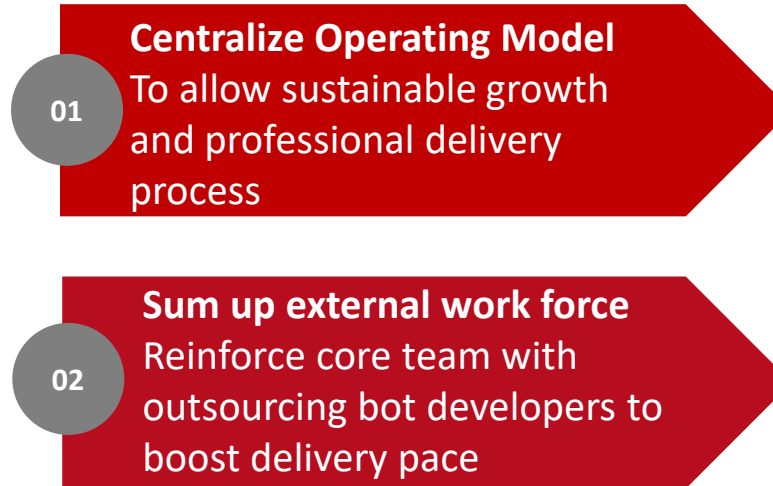 01
Centralize Operating Model
To allow sustainable growth
and professional delivery
process
02
Sum up external work force
Reinforce core team with
outsourcing bot developers to
boost delivery pace